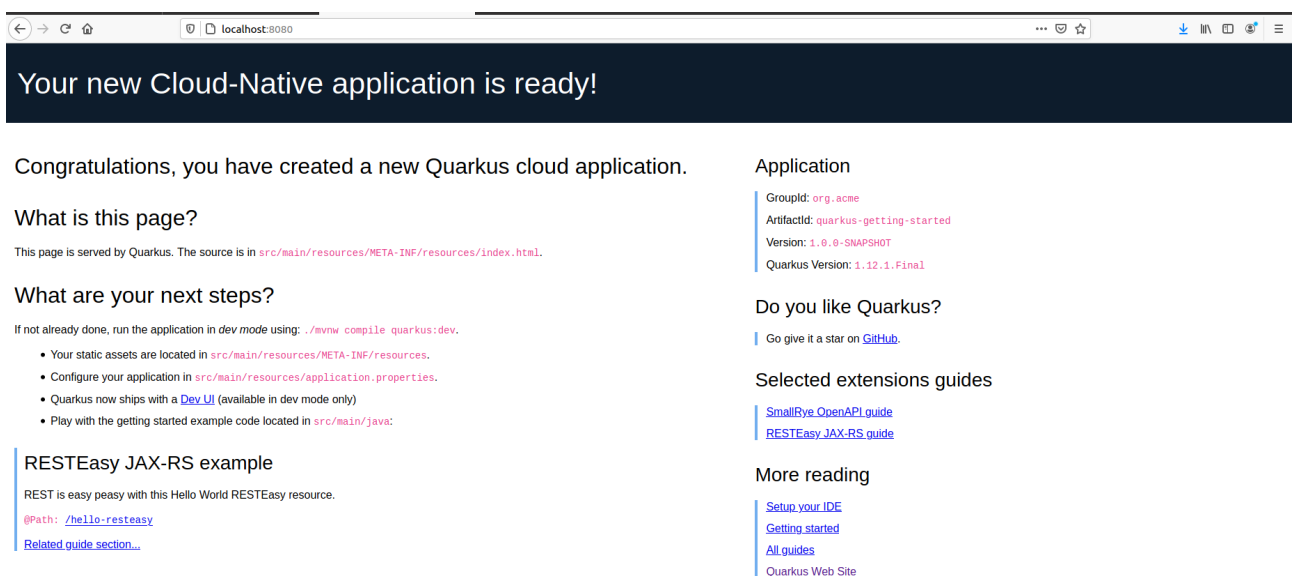 localhost:8080
Your new Cloud-Native application is ready!
Congratulations, you have created a new Quarkus cloud application.
What is this page?
This page is served by Quarkus. The source is in src/main/resources/META-INF/resources/index.html.
What are your next steps?
If not already done, run the application in dev mode using: ./mvnw compile quarkus:dev.
• Your static assets are located in src/main/resources/META-INF/resources.
• Configure your application in src/main/resources/application.properties.
• Quarkus now ships with a Dev UI (available in dev mode only)
• Play with the getting started example code located in src/main/java:
RESTEasy JAX-RS example
REST is easy peasy with this Hello World RESTEasy resource.
@Path: /hello-resteasy
Related guide section...
Application
GroupId: org.acme
ArtifactId: quarkus-getting-started
Version: 1.0.0-SNAPSHOT
Quarkus Version: 1.12.1.Final
Do you like Quarkus?
Go give it a star on GitHub.
Selected extensions guides
SmallRye OpenAPI guide
RESTEasy JAX-RS guide
More reading
Setup your IDE
Getting started
All guides
Quarkus Web Site